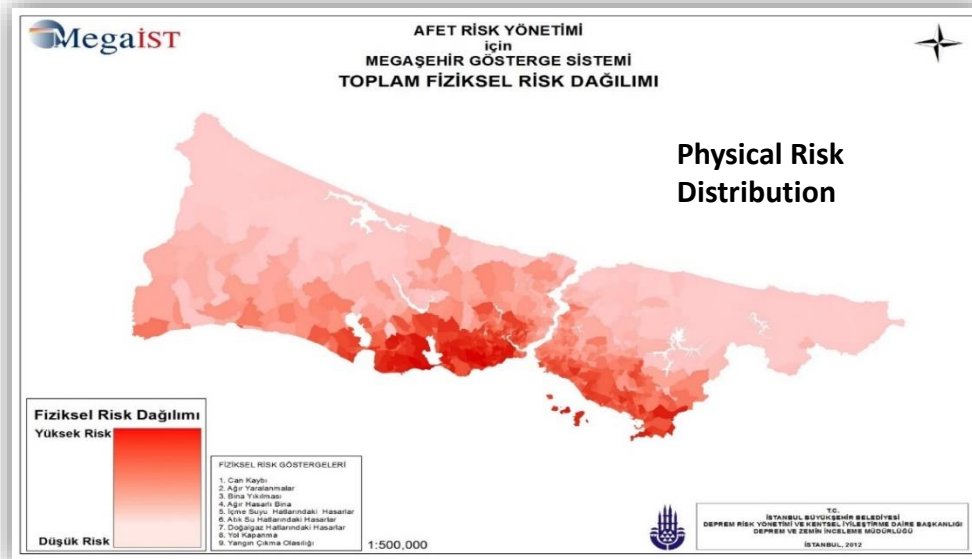 MegaİST
AFET RİSK YÖNETİMİ
için
MEGAŞEHİR GÖSTERGE SİSTEMİ
TOPLAM FİZİKSEL RİSK DAĞILIMI
Physical Risk
Distribution
Fiziksel Risk Dağılımı
Yüksek Risk
Düşük Risk
FİZİKSEL RİSK GÖSTERGELERİ
1. Can Kaybı
2. Ağır Yaralanmalar
3. Bina Yıkılması
4. Ağır Hasarlı Bina
5. İçme Suyu Hatlarındaki Hasarlar
6. Atık Su Hatlarındaki Hasarlar
7. Doğalgaz Hatlarındaki Hasarlar
8. Yol Kapanma
9. Yangın Çıkma Olasılığı
1:500,000
T.C.
İSTANBUL BÜYÜKŞEHİR BELEDİYESİ
DEPREM RİSK YÖNETİMİ VE KENTSEL İYİLEŞTİRME DAİRE BAŞKANLIĞI
DEPREM VE ZEMİN İNCELEME MÜDÜRLÜĞÜ
İSTANBUL, 2012